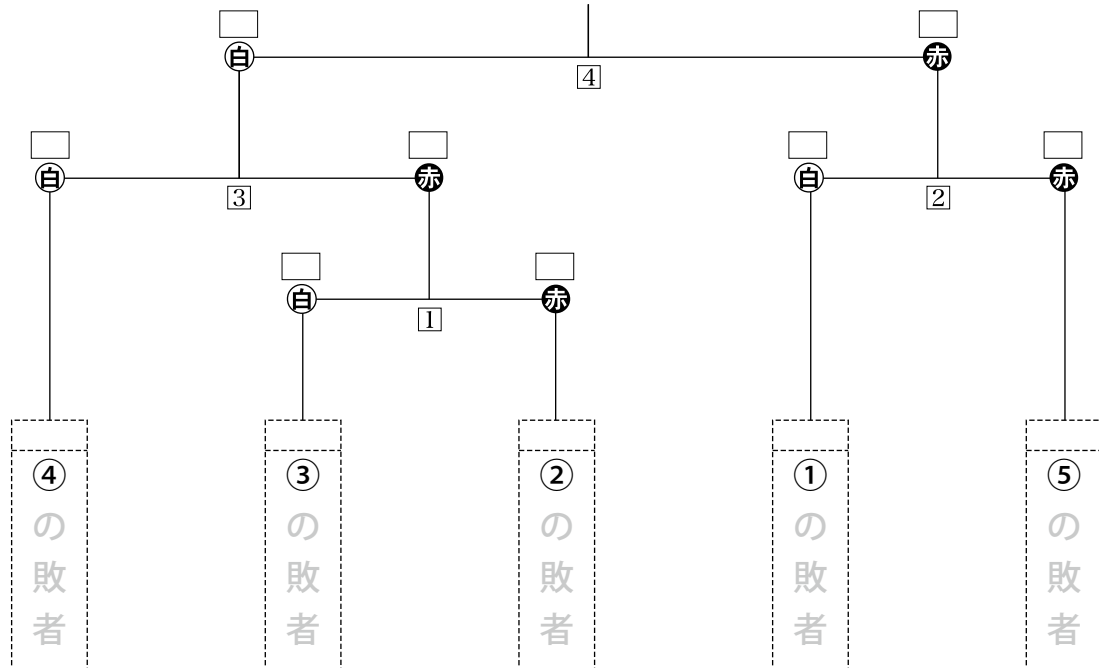 白 赤
4
白 赤 白 赤
3 2
白 赤
1
④の敗者
③の敗者
②の敗者
①の敗者
⑤の敗者